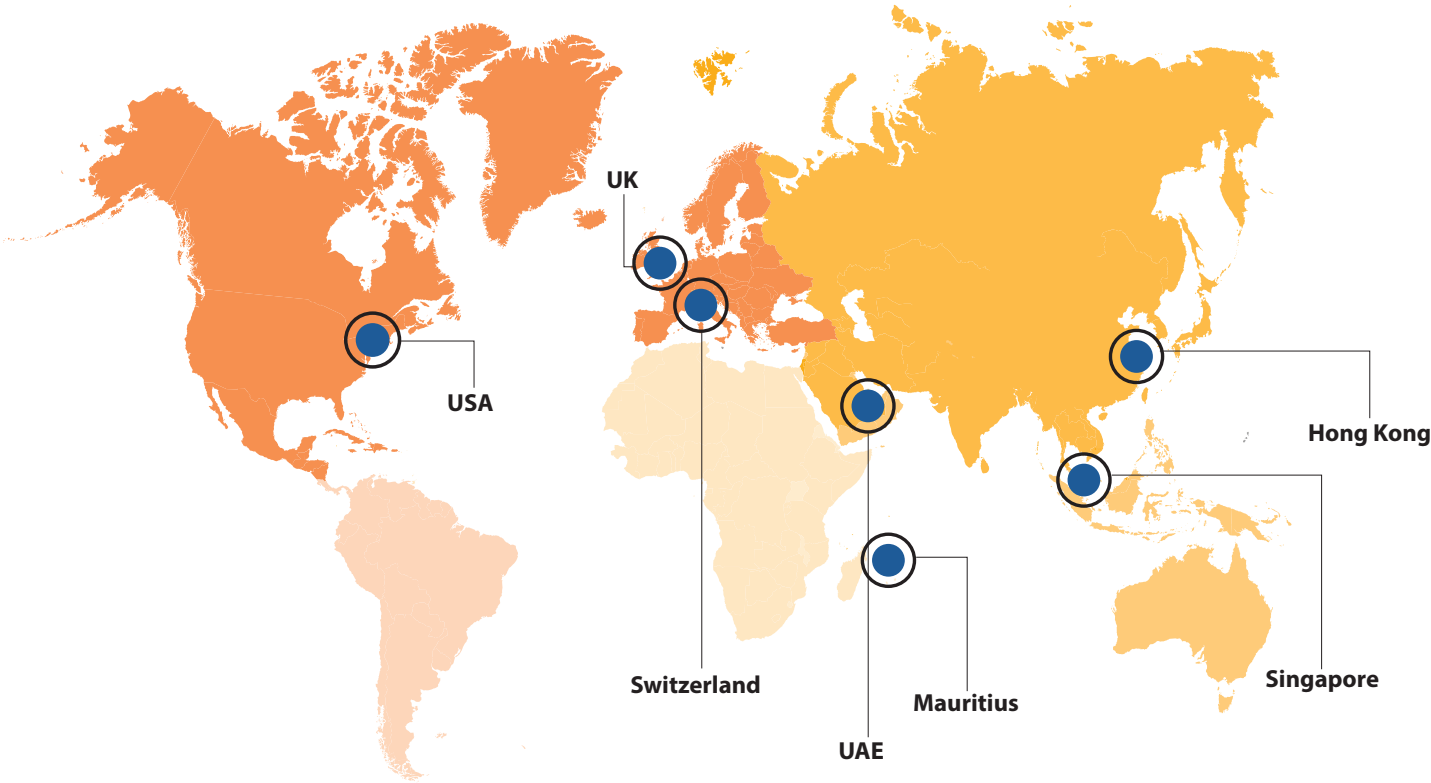 UK
USA
Hong Kong
Switzerland
Mauritius
Singapore
UAE